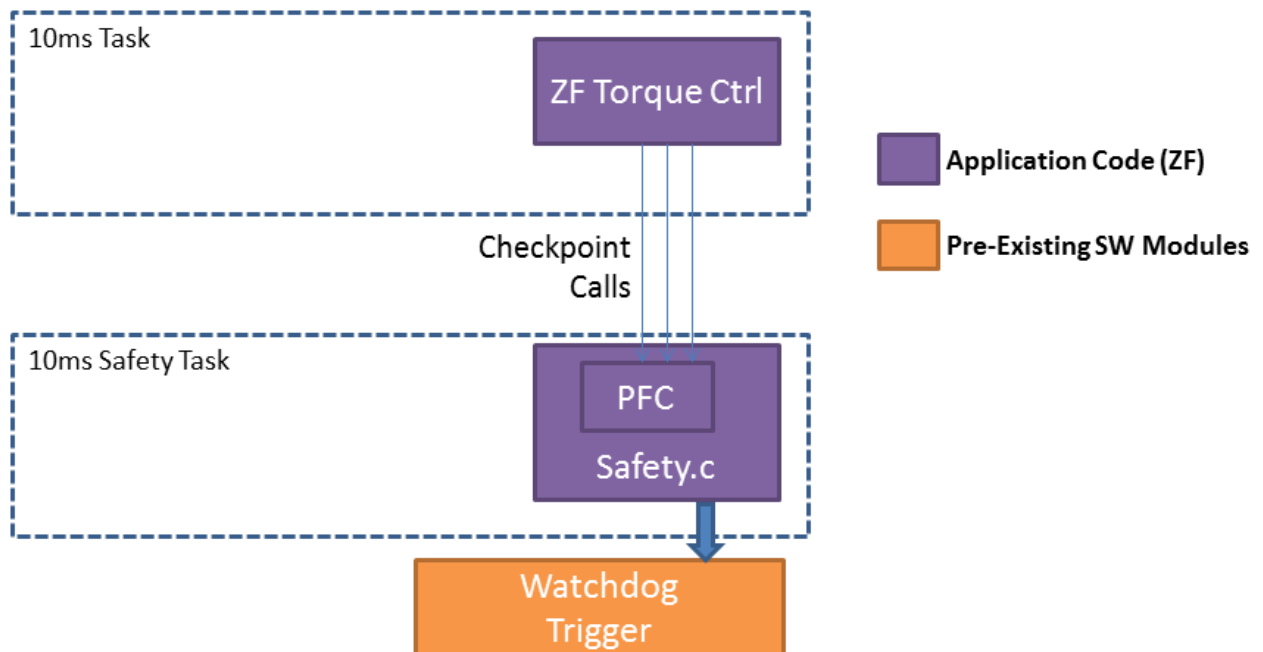 10ms Task
ZF Torque Ctrl
Application Code (ZF)
Pre-Existing SW Modules
Checkpoint
Calls
10ms Safety Task
PFC
Safety.c
Watchdog
Trigger